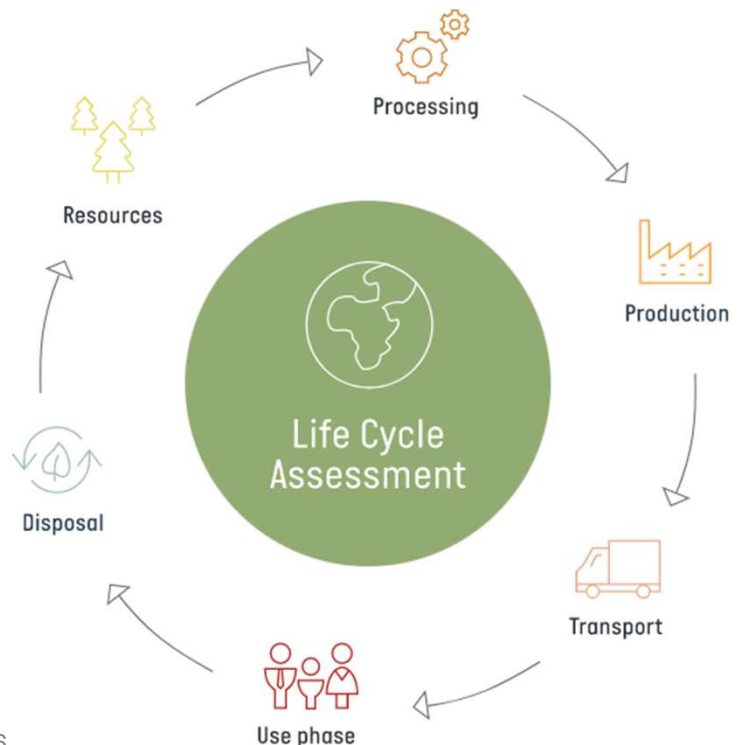 Processing
Resources
Production
Life Cycle
Assessment
Disposal
Transport
Use phase